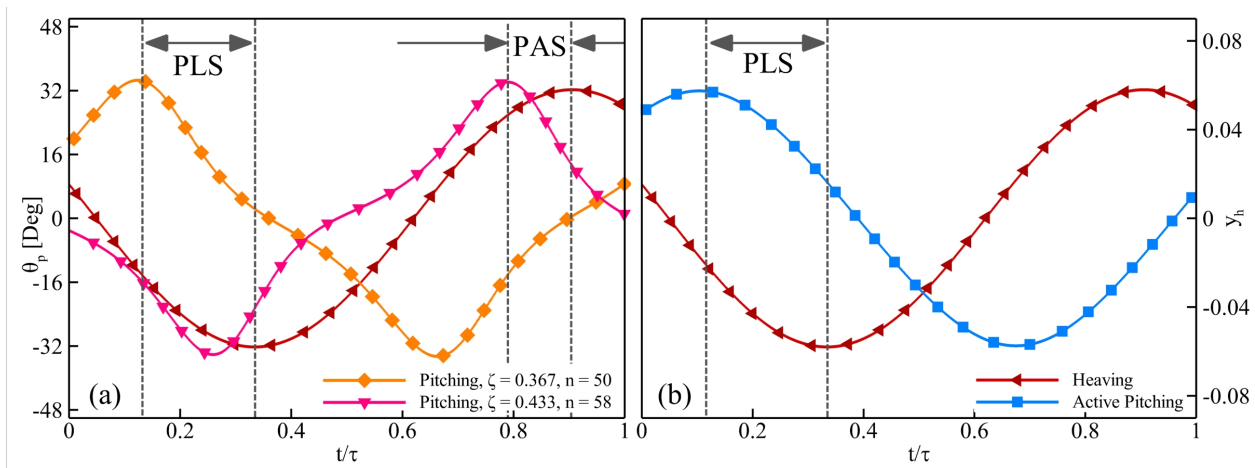 48
32
16
0
-16
-32
-48
θp [Deg]
PLS
PAS
(a)
Pitching, ζ = 0.367, n = 50
Pitching, ζ = 0.433, n = 58
0 0.2 0.4 0.6 0.8 1
t/τ
PLS
(b)
Heaving
Active Pitching
0 0.2 0.4 0.6 0.8 1
t/τ
0.08
0.04
0
-0.04
-0.08
yh